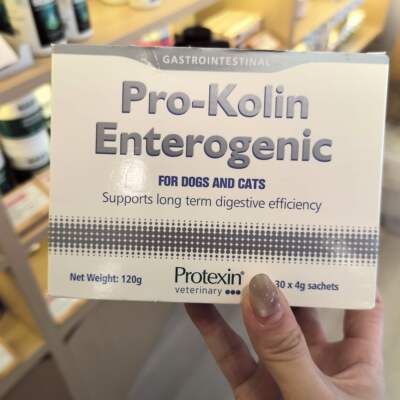 GASTROINTESTINAL
Pro-Kolin
Enterogenic
FOR DOGS AND CATS
Supports long term digestive efficiency
Net Weight: 120g
Protexin®
veterinary
30 x 4g sachets